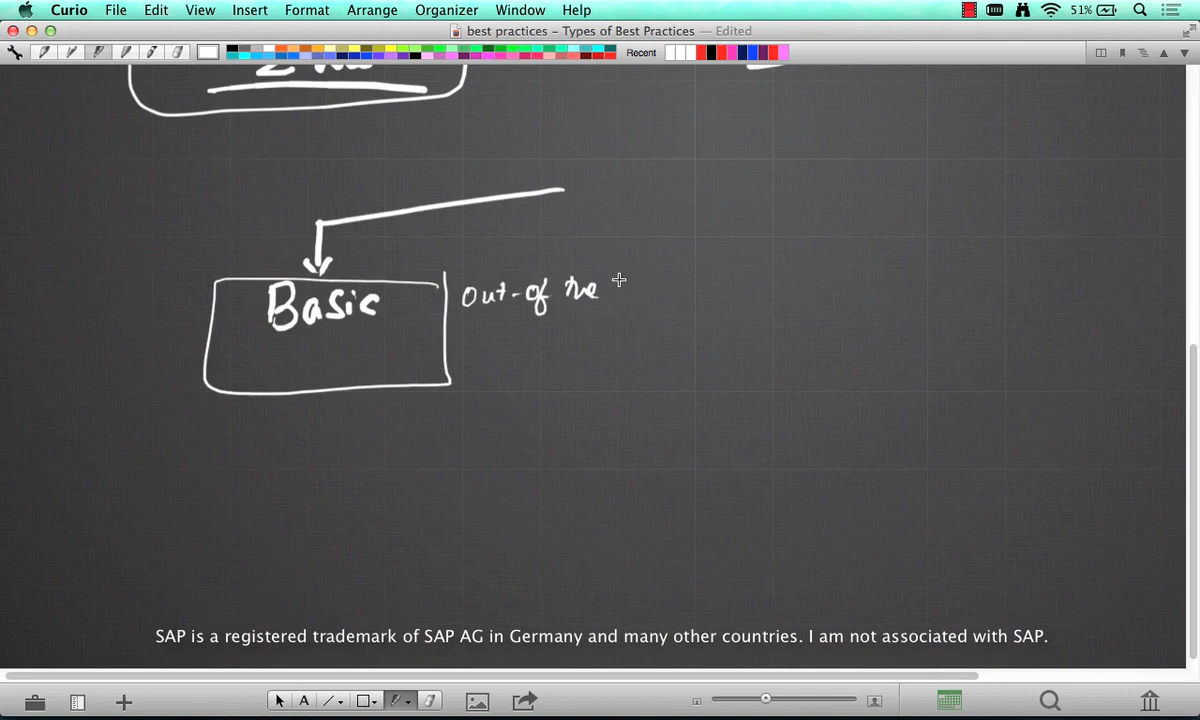 Curio File Edit View Insert Format Arrange Organizer Window Help 51%
best practices – Types of Best Practices — Edited
Recent
Basic
Out-of the
A
SAP is a registered trademark of SAP AG in Germany and many other countries. I am not associated with SAP.